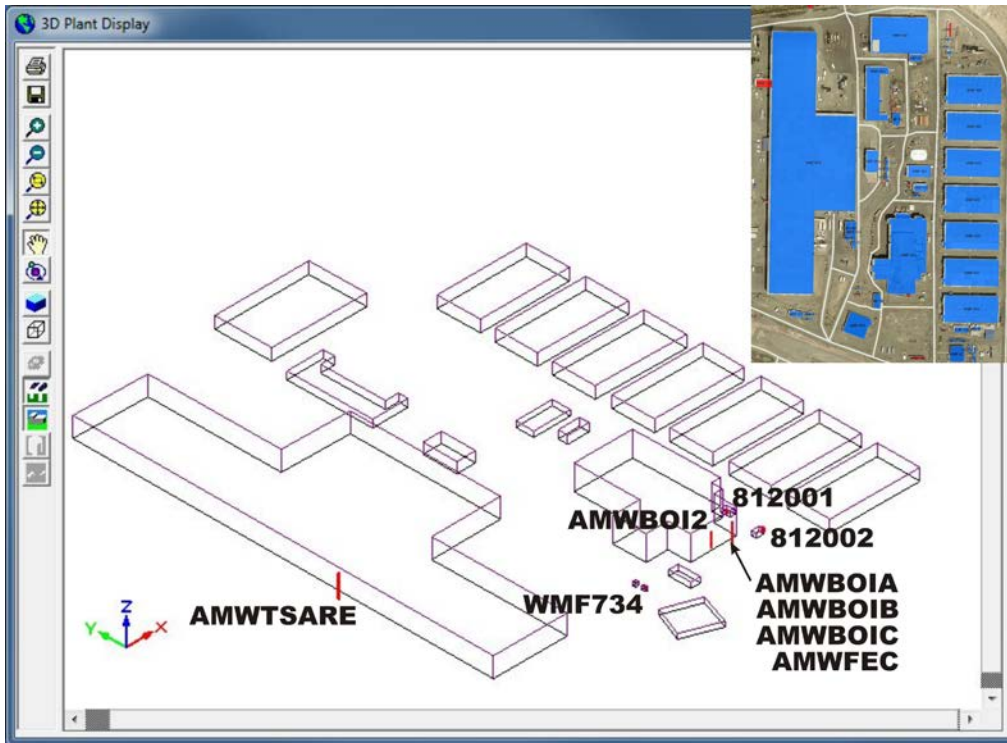 3D Plant Display
812001
AMWBOI2
812002
AMWBOIA
WMF734
AMWBOIB
AMWTSARE
AMWBOIC
AMWFEC
Z
Y
X